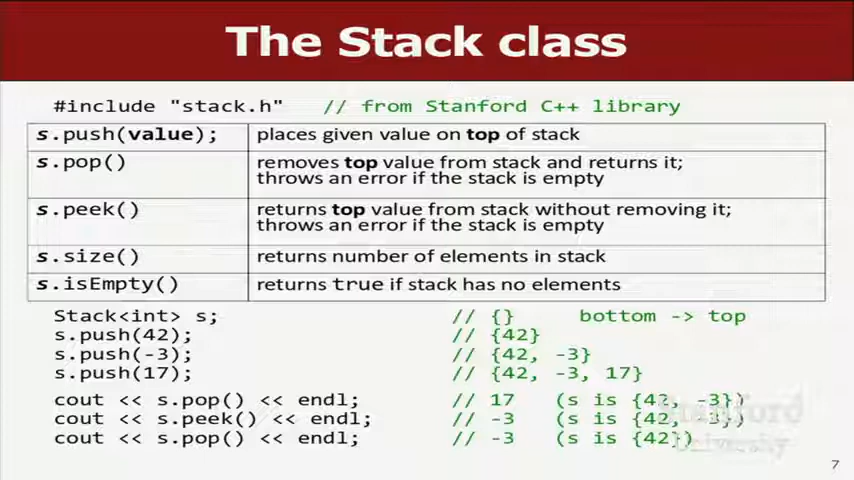 The Stack class
#include "stack.h" // from Stanford C++ library
s.push(value); places given value on top of stack
s.pop() removes top value from stack and returns it;
throws an error if the stack is empty
s.peek() returns top value from stack without removing it;
throws an error if the stack is empty
s.size() returns number of elements in stack
s.isEmpty() returns true if stack has no elements
Stack<int> s; // {} bottom -> top
s.push(42); // {42}
s.push(-3); // {42, -3}
s.push(17); // {42, -3, 17}
cout << s.pop() << endl; // 17 (s is {42, -3})
cout << s.peek() << endl; // -3 (s is {42, -3})
cout << s.pop() << endl; // -3 (s is {42})
Stanford
University
7